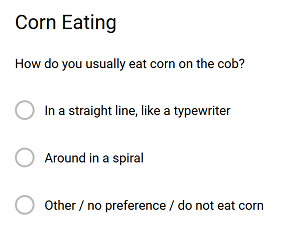 Corn Eating
How do you usually eat corn on the cob?
In a straight line, like a typewriter
Around in a spiral
Other / no preference / do not eat corn